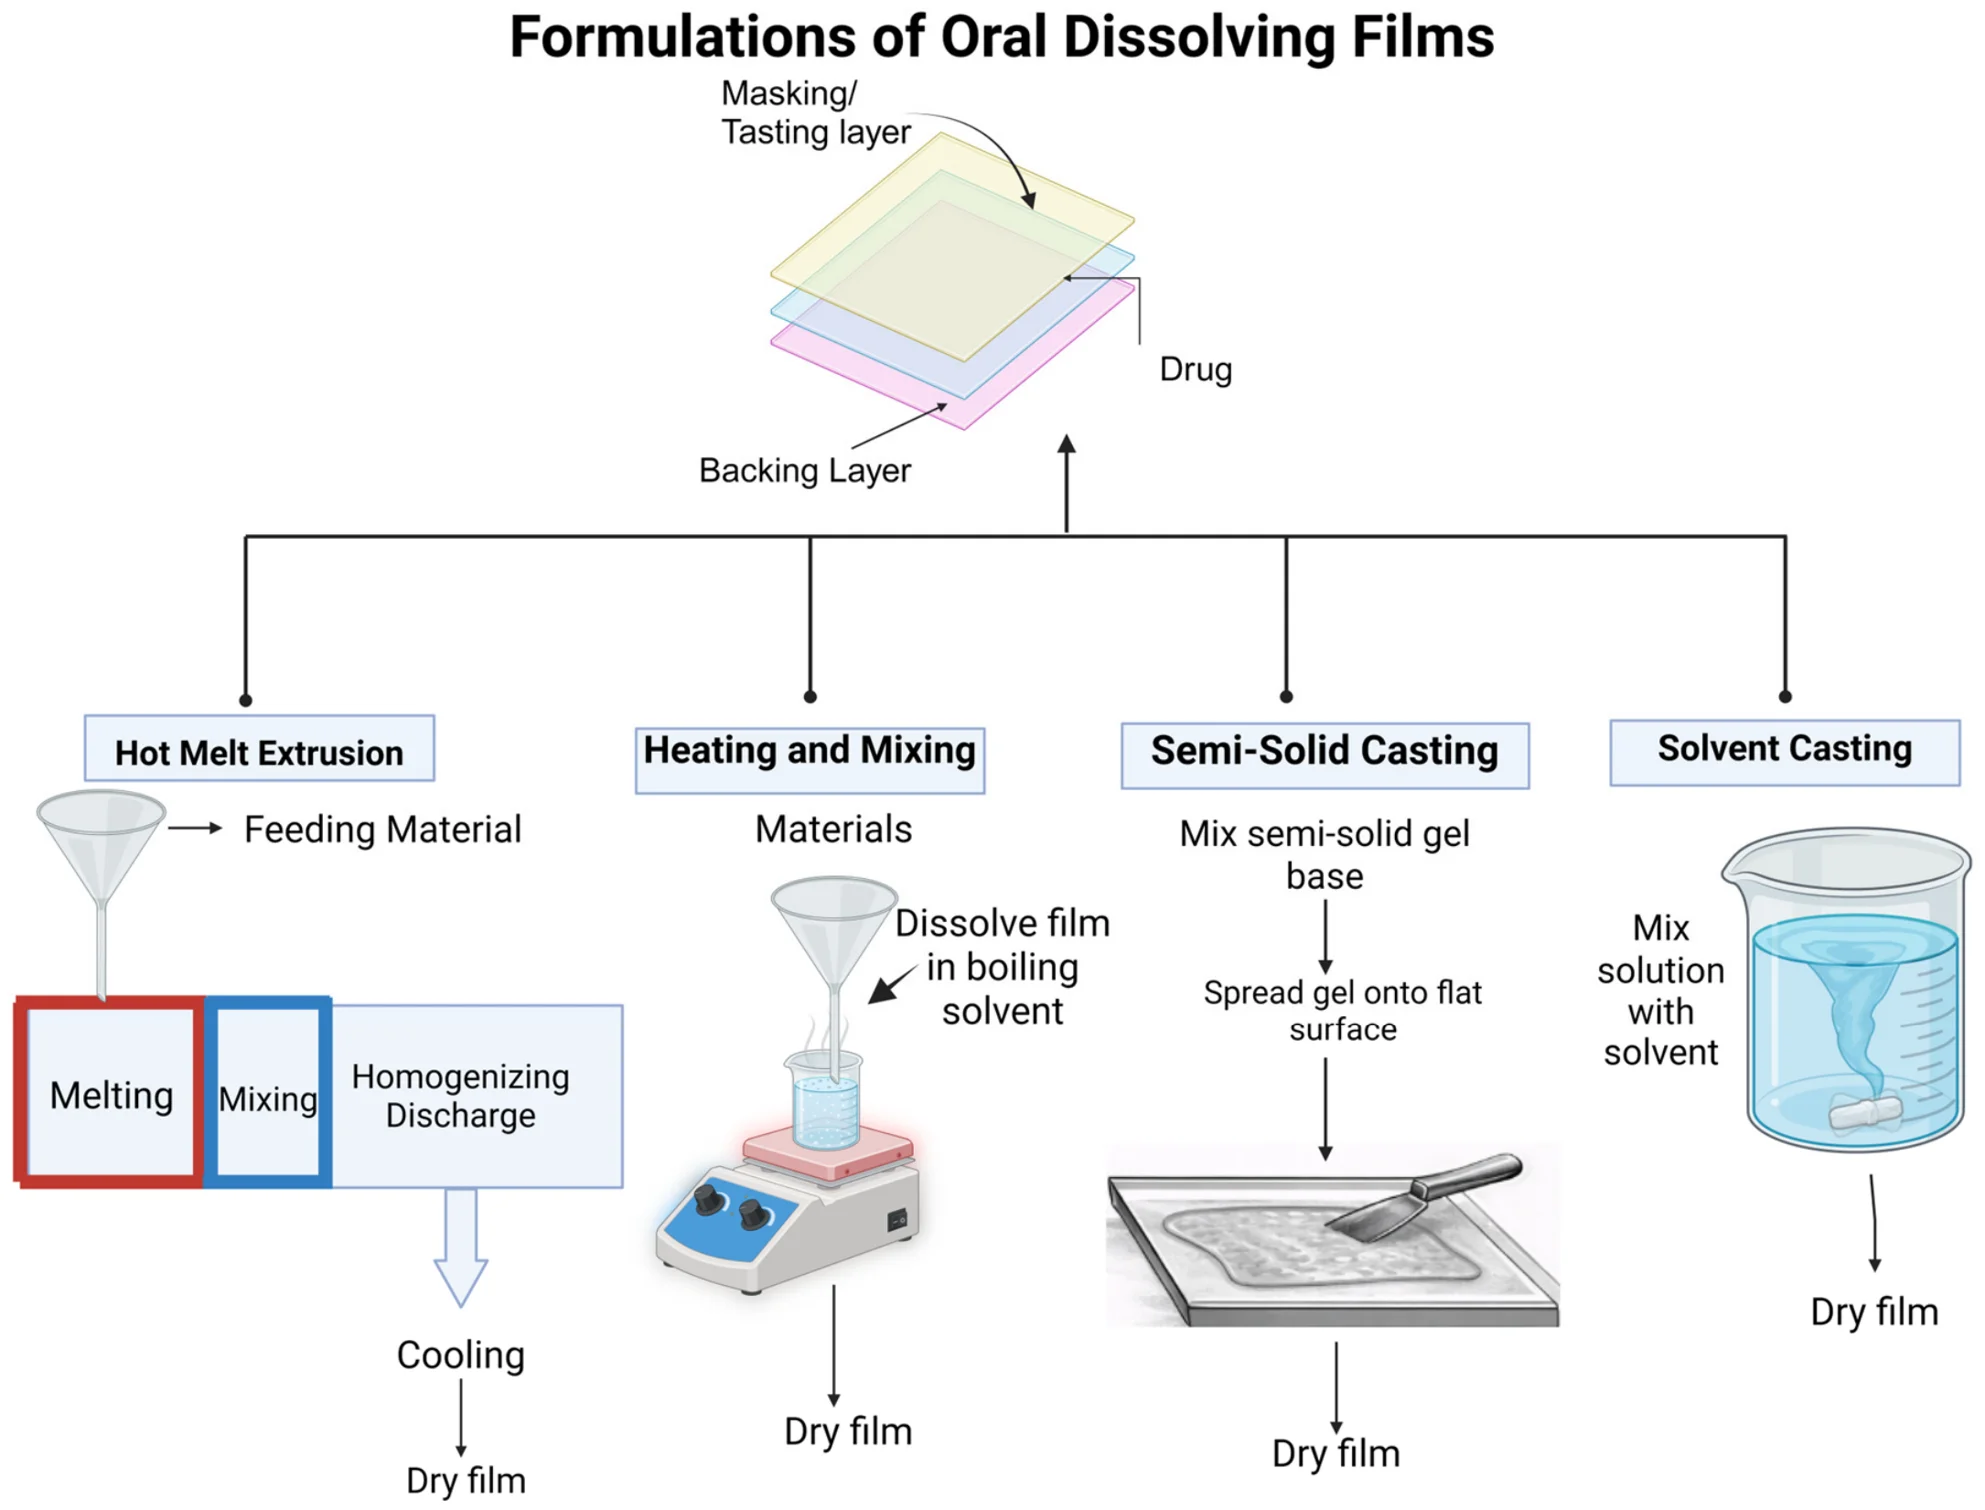 Formulations of Oral Dissolving Films
Masking/
Tasting layer
Drug
Backing Layer
Hot Melt Extrusion
Feeding Material
Melting
Mixing
Homogenizing
Discharge
Cooling
Dry film
Heating and Mixing
Materials
Dissolve film
in boiling
solvent
Dry film
Semi-Solid Casting
Mix semi-solid gel
base
Spread gel onto flat
surface
Dry film
Solvent Casting
Mix
solution
with
solvent
Dry film